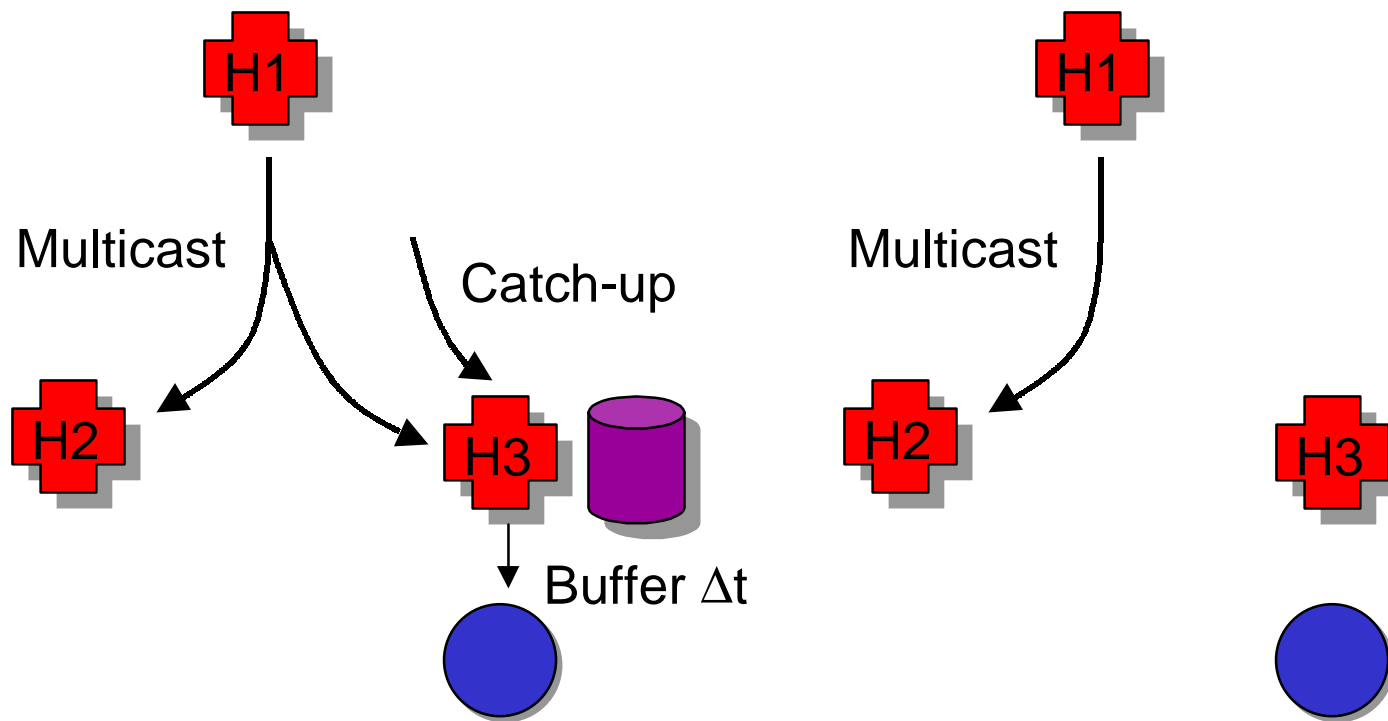 H1
Multicast
Catch-up
H2
H3
Buffer Δt
H1
Multicast
H2
H3